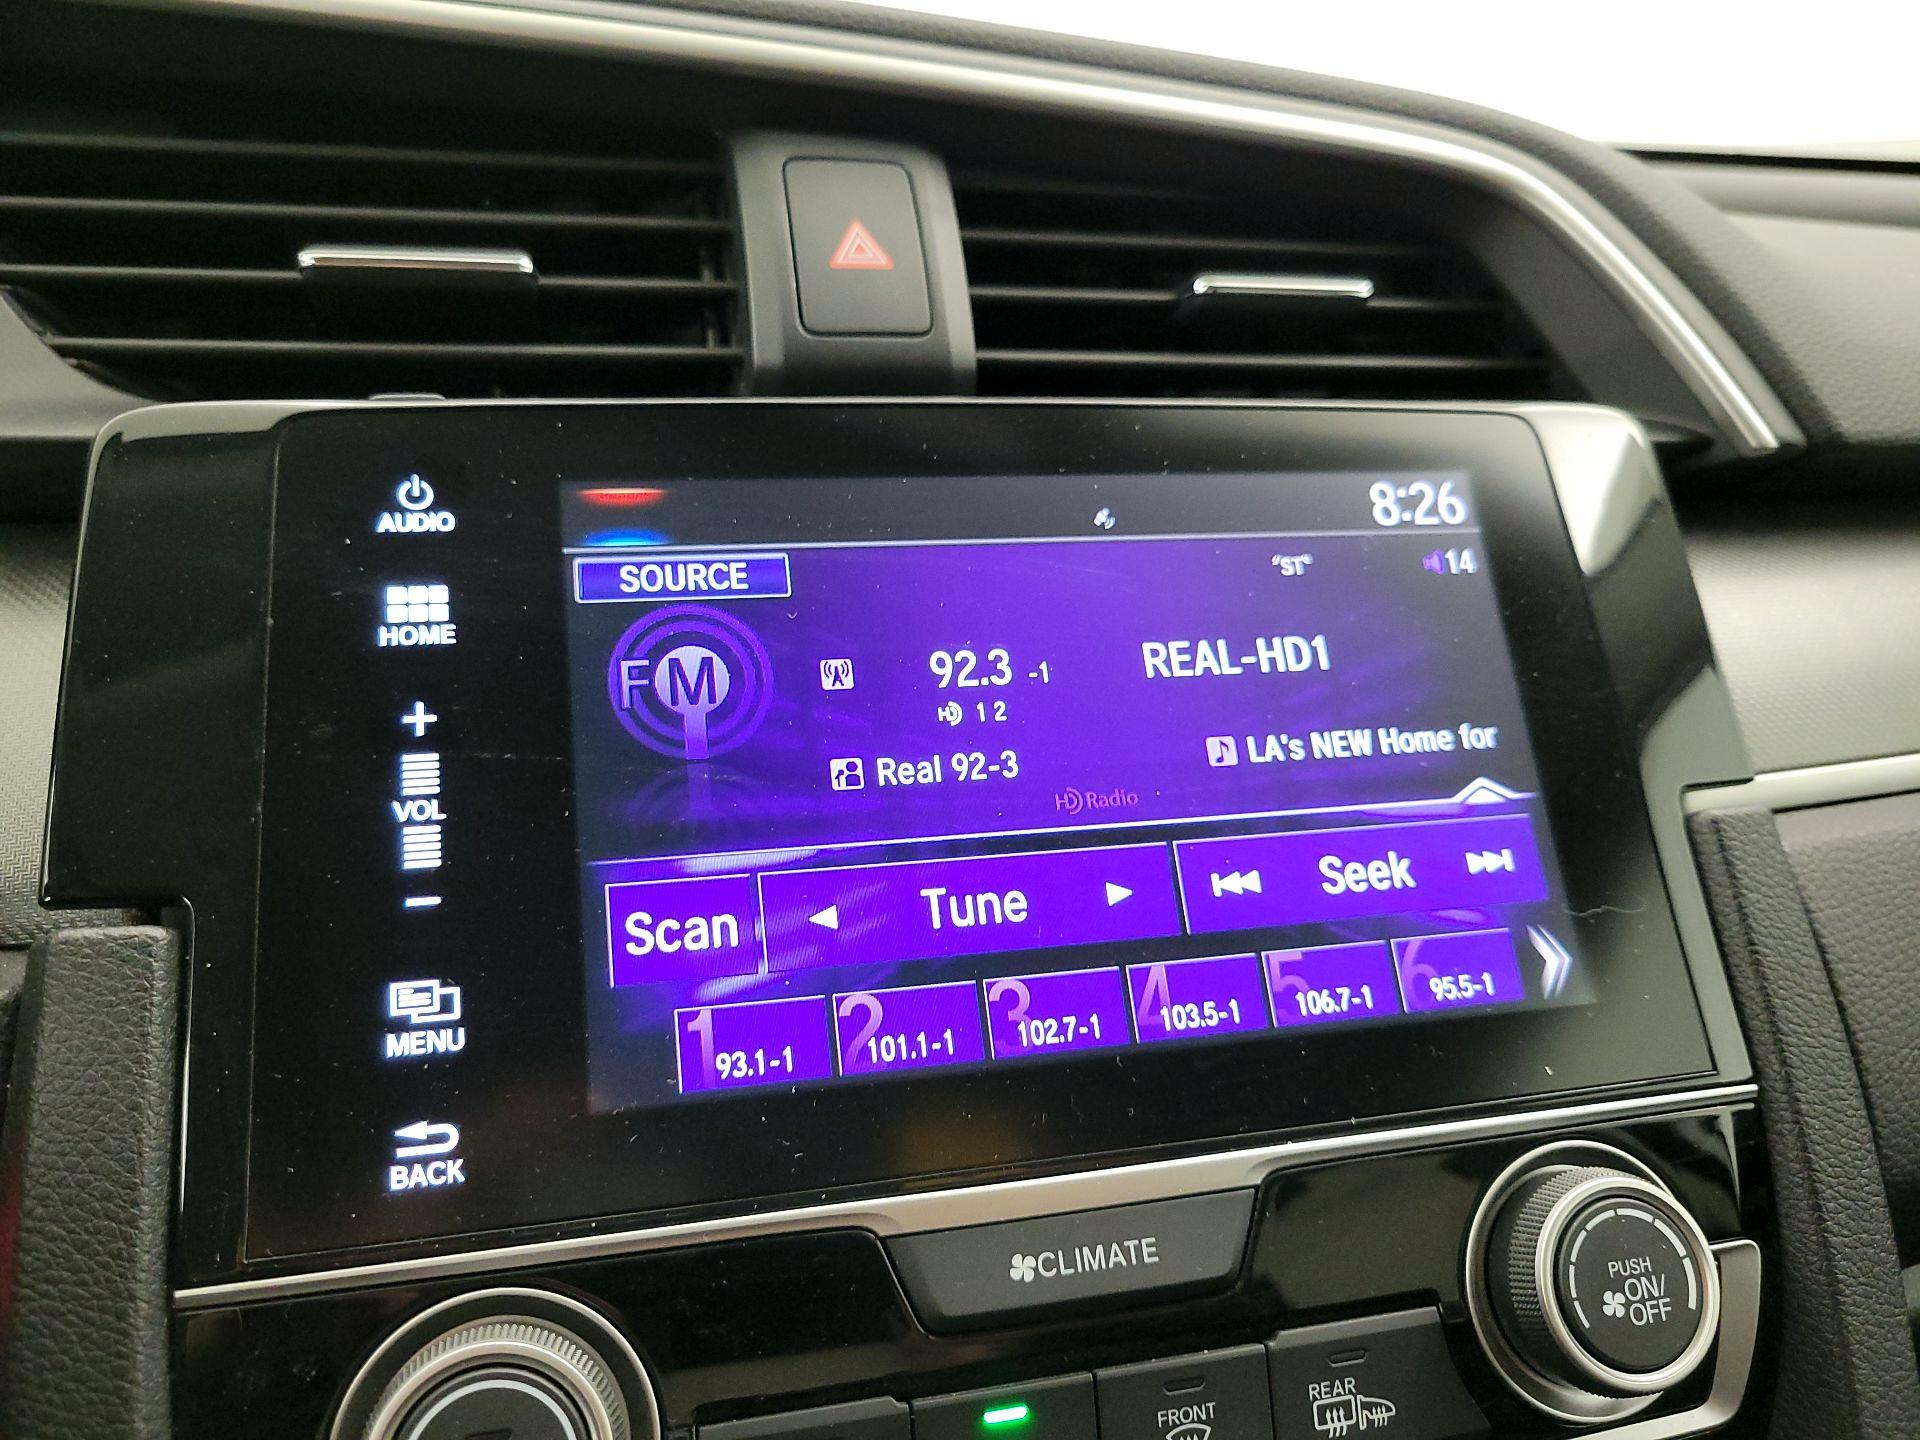 AUDIO
HOME
+
VOL
-
MENU
BACK
8:26
SOURCE
"ST"
14
FM
92.3 -1
REAL-HD1
HD 1 2
Real 92-3
LA's NEW Home for
HD Radio
Scan
Tune
Seek
1 93.1-1
2 101.1-1
3 102.7-1
4 103.5-1
5 106.7-1
6 95.5-1
CLIMATE
PUSH
ON/
OFF
FRONT
REAR